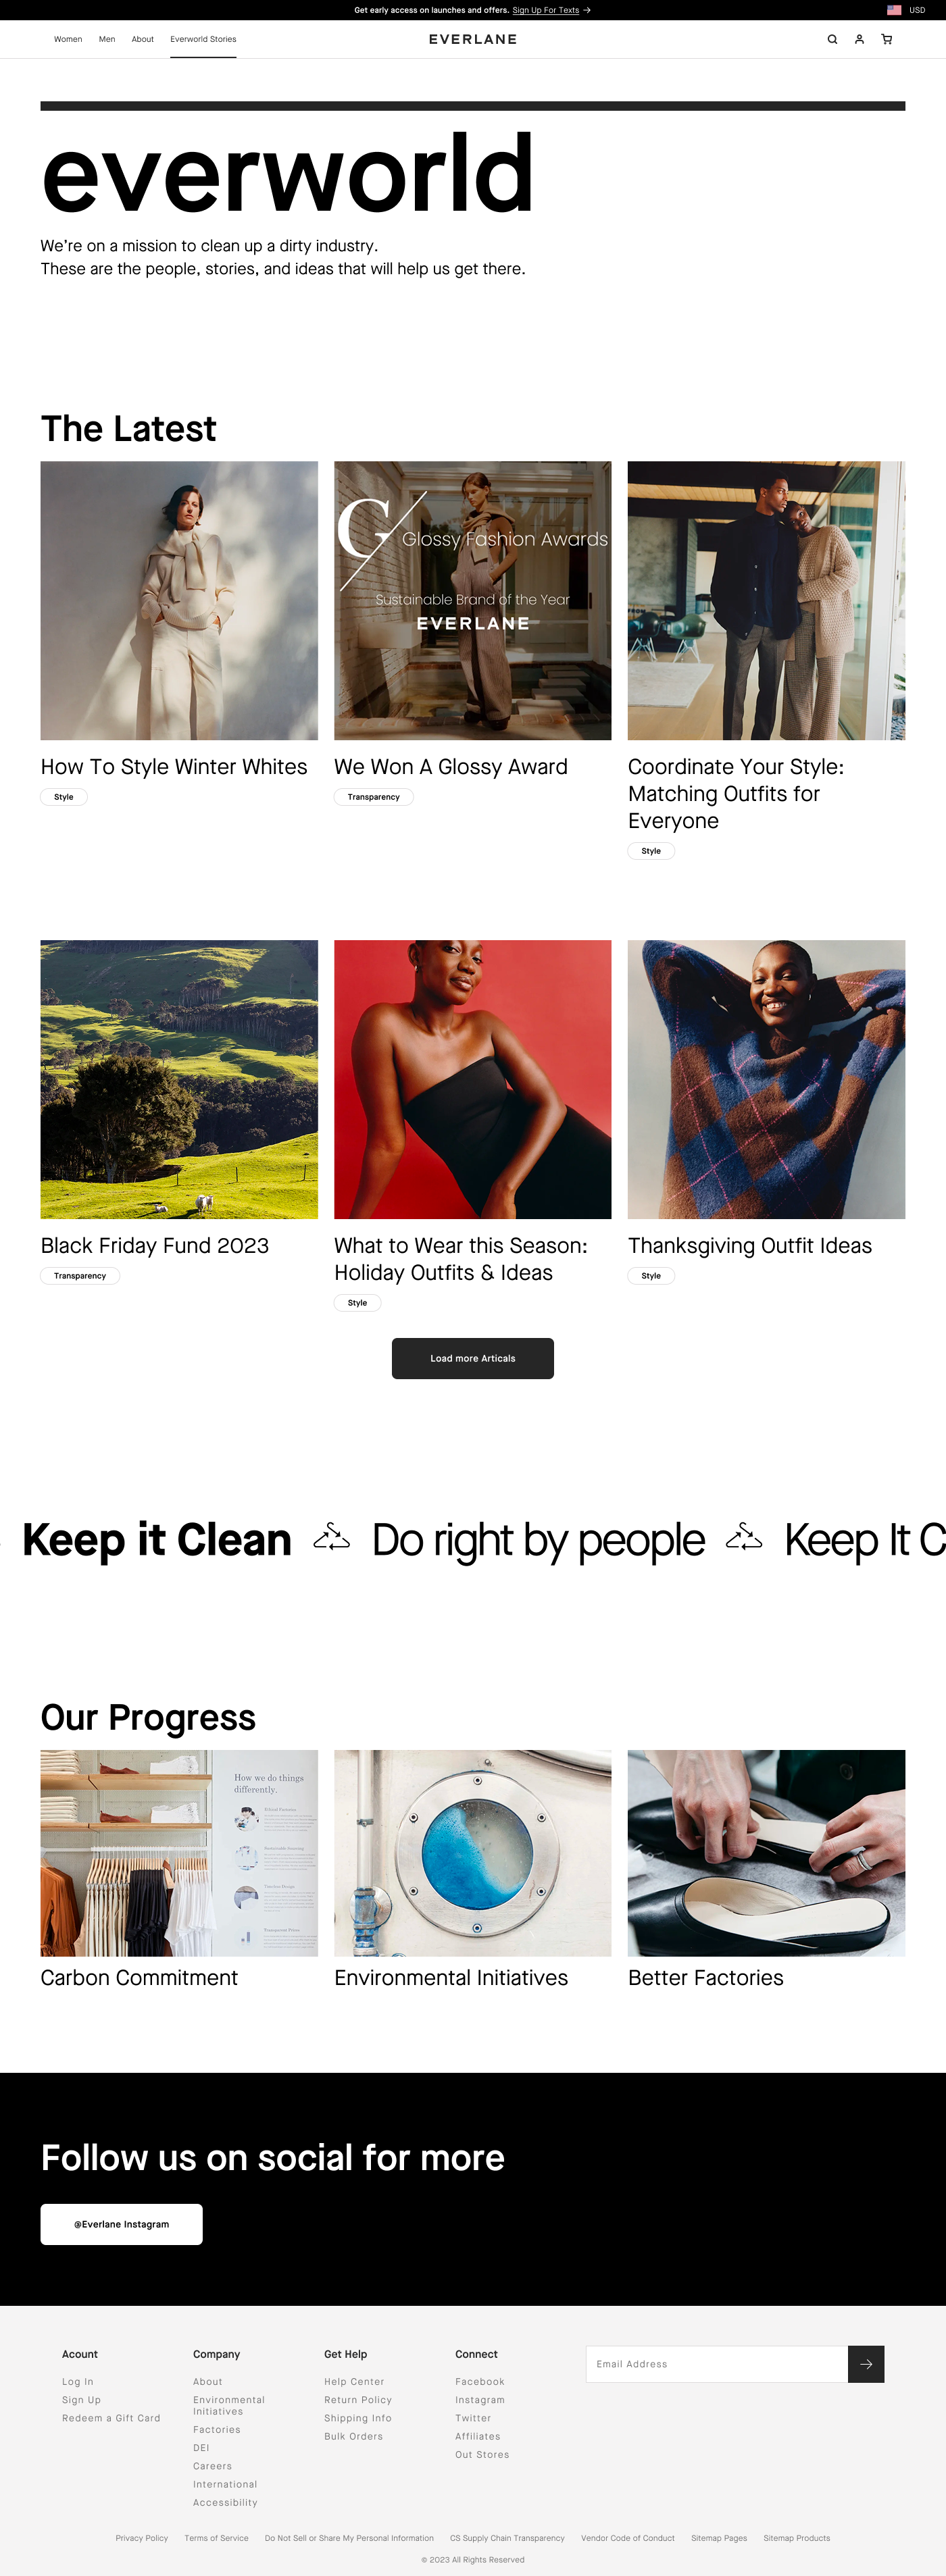 Get early access on launches and offers. Sign Up For Texts →
USD
Women
Men
About
Everworld Stories
EVERLANE
everworld
We’re on a mission to clean up a dirty industry.
These are the people, stories, and ideas that will help us get there.
The Latest
G/ Glossy Fashion Awards
Sustainable Brand of the Year
EVERLANE
How To Style Winter Whites
Style
We Won A Glossy Award
Transparency
Coordinate Your Style:
Matching Outfits for
Everyone
Style
Black Friday Fund 2023
Transparency
What to Wear this Season:
Holiday Outfits & Ideas
Style
Thanksgiving Outfit Ideas
Style
Load more Articals
Keep it Clean
Do right by people
Keep It C
Our Progress
How we do things
differently.
Carbon Commitment
Environmental Initiatives
Better Factories
Follow us on social for more
@Everlane Instagram
Acount
Log In
Sign Up
Redeem a Gift Card
Company
About
Environmental
Initiatives
Factories
DEI
Careers
International
Accessibility
Get Help
Help Center
Return Policy
Shipping Info
Bulk Orders
Connect
Facebook
Instagram
Twitter
Affiliates
Out Stores
Email Address
Privacy Policy
Terms of Service
Do Not Sell or Share My Personal Information
CS Supply Chain Transparency
Vendor Code of Conduct
Sitemap Pages
Sitemap Products
© 2023 All Rights Reserved